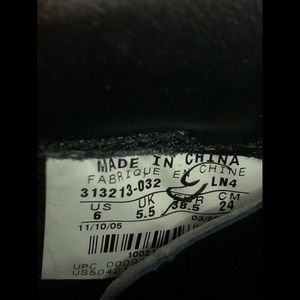 MADE IN CHINA
FABRIQUE EN CHINE
313213-032 LN4
US UK CM
6 5.5 38.5 24
11/10/05
UPC